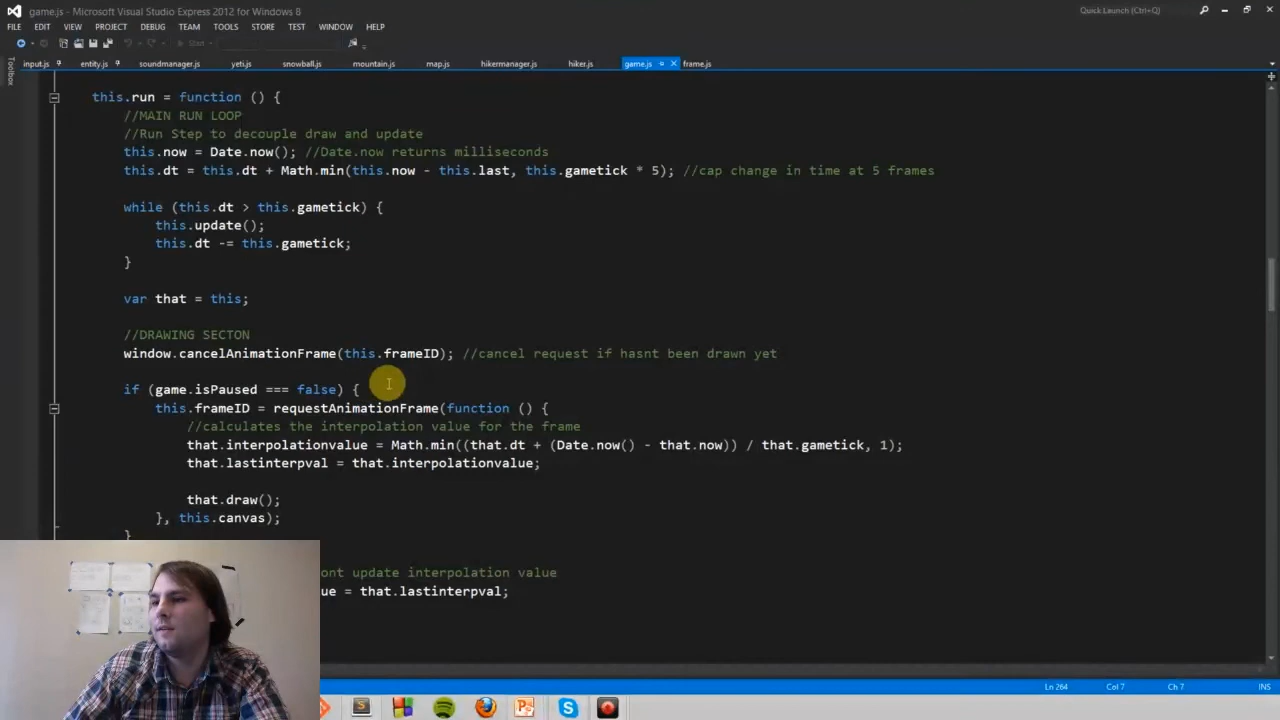 game.js - Microsoft Visual Studio Express 2012 for Windows 8
Quick Launch (Ctrl+Q)
FILE EDIT VIEW PROJECT DEBUG TEAM TOOLS STORE TEST WINDOW HELP
Start
Toolbox
input.js entity.js soundmanager.js yeti.js snowball.js mountain.js map.js hikermanager.js hiker.js game.js frame.js
this.run = function () {
//MAIN RUN LOOP
//Run Step to decouple draw and update
this.now = Date.now(); //Date.now returns milliseconds
this.dt = this.dt + Math.min(this.now - this.last, this.gametick * 5); //cap change in time at 5 frames
while (this.dt > this.gametick) {
this.update();
this.dt -= this.gametick;
}
var that = this;
//DRAWING SECTON
window.cancelAnimationFrame(this.frameID); //cancel request if hasnt been drawn yet
if (game.isPaused === false) {
this.frameID = requestAnimationFrame(function () {
//calculates the interpolation value for the frame
that.interpolationvalue = Math.min((that.dt + (Date.now() - that.now)) / that.gametick, 1);
that.lastinterpval = that.interpolationvalue;
that.draw();
}, this.canvas);
}
ont update interpolation value
ue = that.lastinterpval;
Ln 264 Col 7 Ch 7 INS